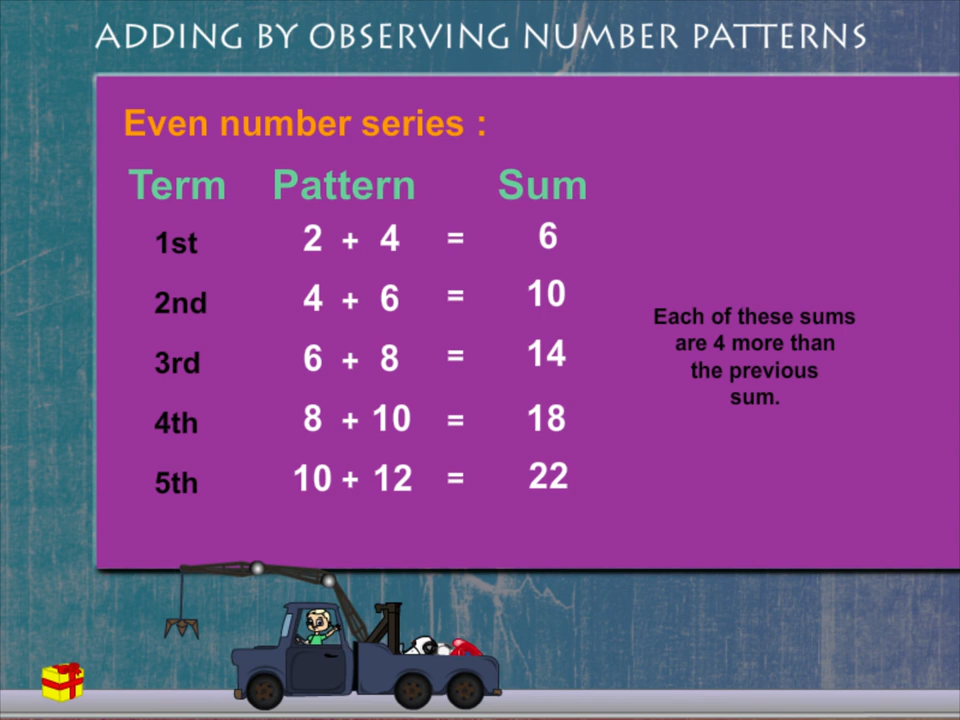 ADDING BY OBSERVING NUMBER PATTERNS
Even number series :
Term Pattern Sum
1st 2 + 4 = 6
2nd 4 + 6 = 10
3rd 6 + 8 = 14
4th 8 + 10 = 18
5th 10 + 12 = 22
Each of these sums
are 4 more than
the previous
sum.